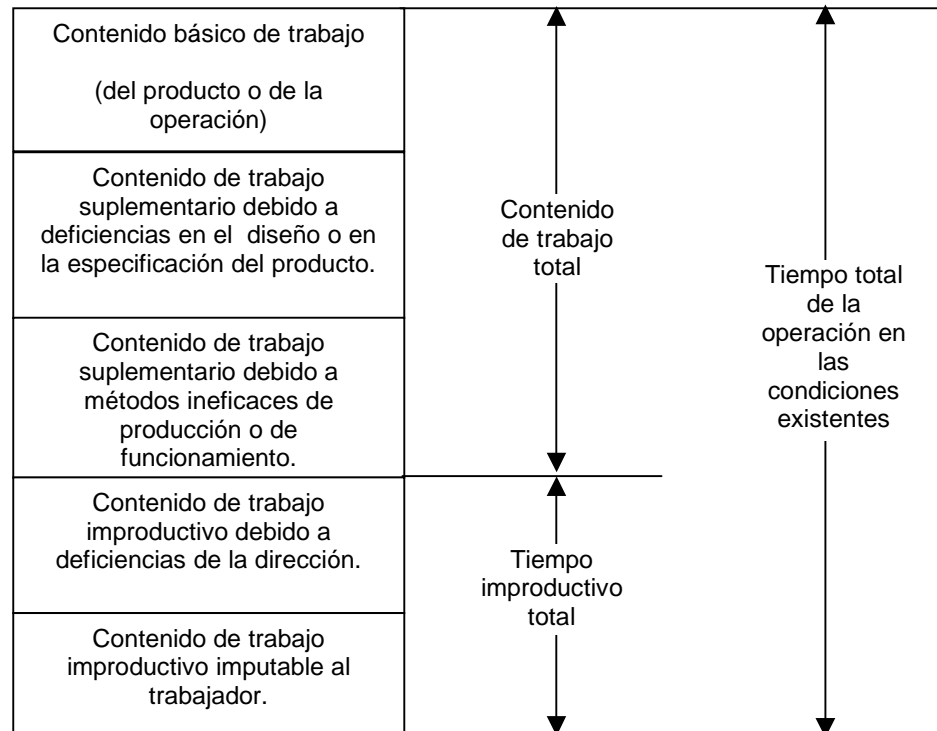 Contenido básico de trabajo
(del producto o de la
operación)
Contenido de trabajo
suplementario debido a
deficiencias en el diseño o en
la especificación del producto.
Contenido de trabajo
suplementario debido a
métodos ineficaces de
producción o de
funcionamiento.
Contenido de trabajo
improductivo debido a
deficiencias de la dirección.
Contenido de trabajo
improductivo imputable al
trabajador.
Contenido
de trabajo
total
Tiempo
improductivo
total
Tiempo total
de la
operación en
las
condiciones
existentes